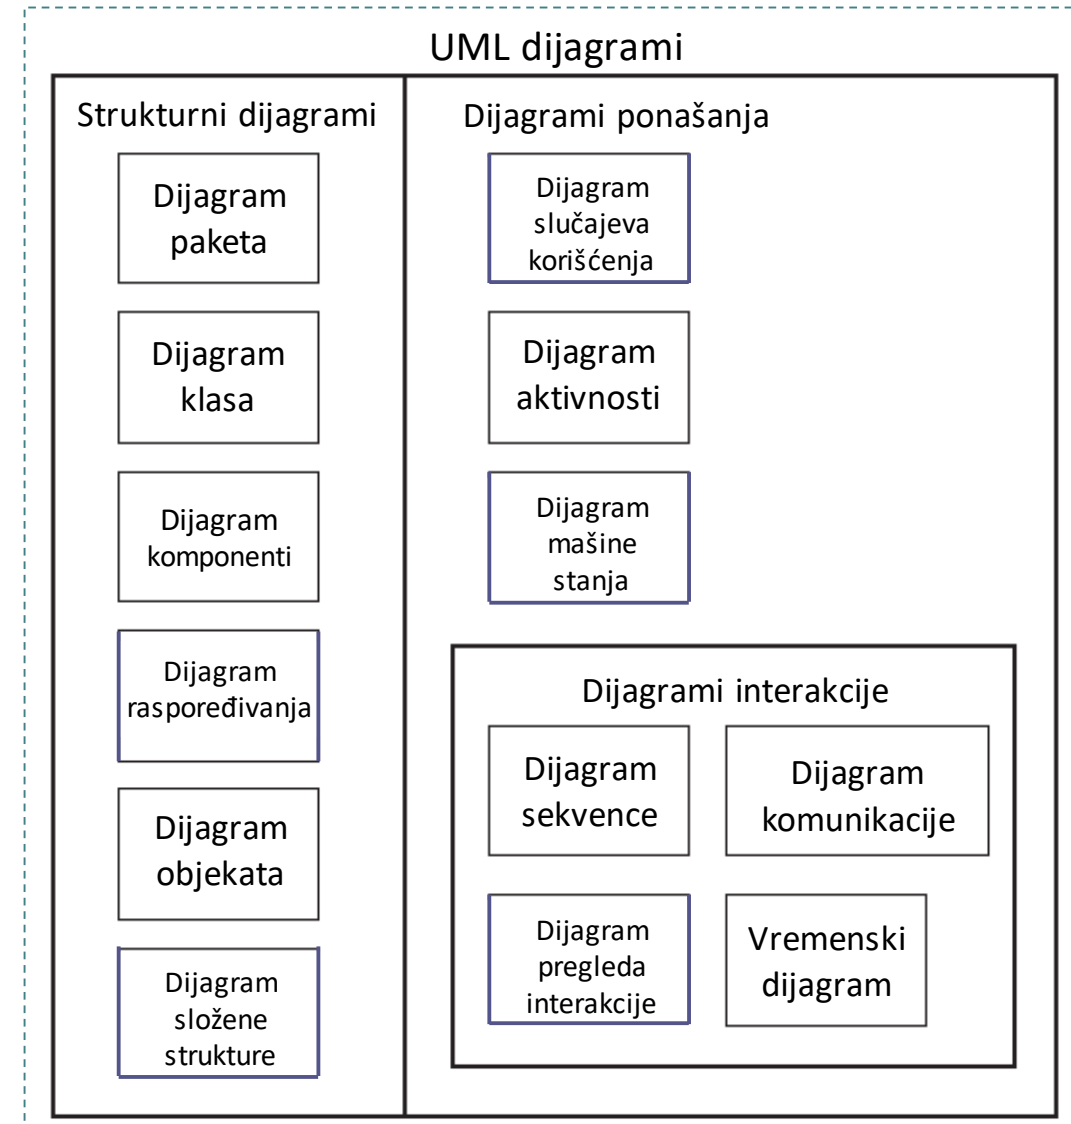 UML dijagrami
Strukturni dijagrami
Dijagram
paketa
Dijagram
klasa
Dijagram
komponenti
Dijagram
raspoređivanja
Dijagram
objekata
Dijagram
složene
strukture
Dijagrami ponašanja
Dijagram
slučajeva
korišćenja
Dijagram
aktivnosti
Dijagram
mašine
stanja
Dijagrami interakcije
Dijagram
sekvence
Dijagram
komunikacije
Dijagram
pregleda
interakcije
Vremenski
dijagram